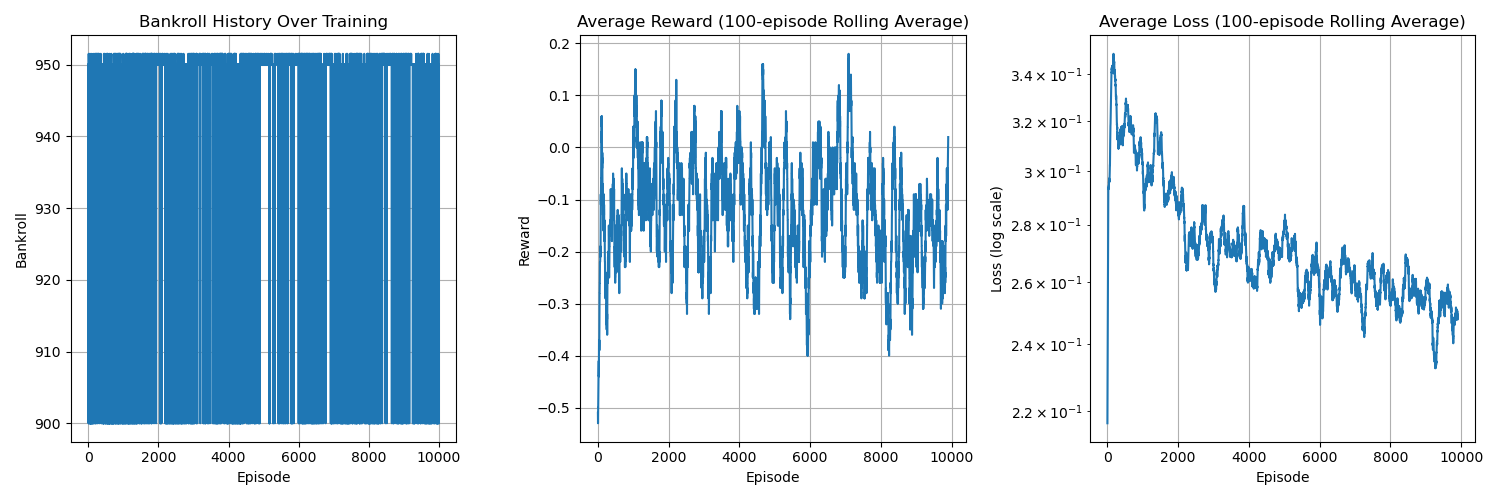 Bankroll History Over Training
Bankroll
950
940
930
920
910
900
0 2000 4000 6000 8000 10000
Episode
Average Reward (100-episode Rolling Average)
Reward
0.2
0.1
0.0
−0.1
−0.2
−0.3
−0.4
−0.5
0 2000 4000 6000 8000 10000
Episode
Average Loss (100-episode Rolling Average)
Loss (log scale)
3.4 × 10⁻¹
3.2 × 10⁻¹
3 × 10⁻¹
2.8 × 10⁻¹
2.6 × 10⁻¹
2.4 × 10⁻¹
2.2 × 10⁻¹
0 2000 4000 6000 8000 10000
Episode